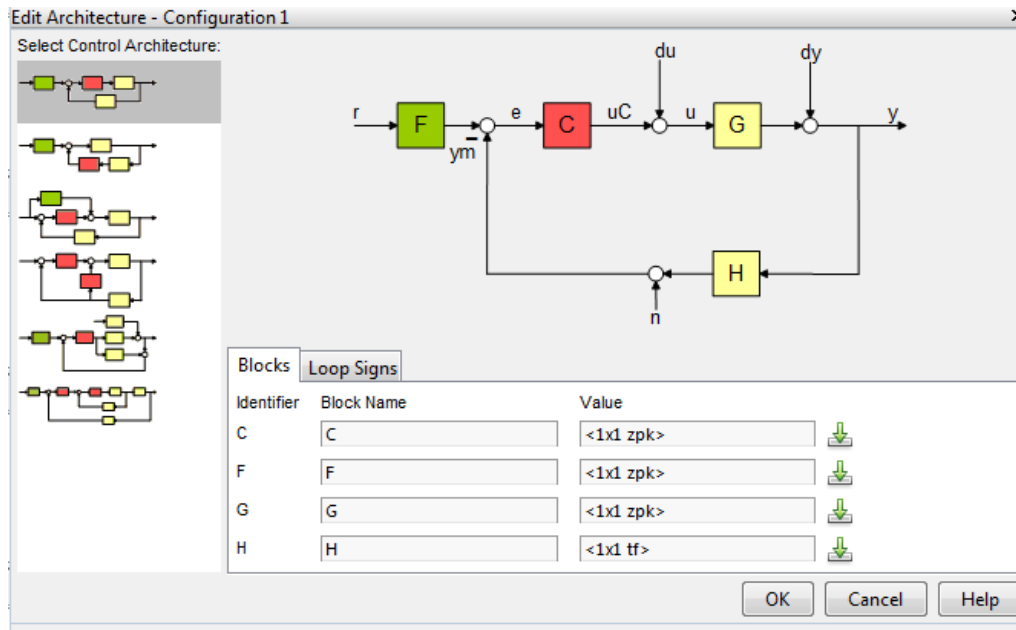 Edit Architecture - Configuration 1
x
Select Control Architecture:
du
dy
r
F
e
C
uC
u
G
y
ym
H
n
Blocks
Loop Signs
Identifier Block Name Value
C C <1x1 zpk>
F F <1x1 zpk>
G G <1x1 zpk>
H H <1x1 tf>
OK Cancel Help